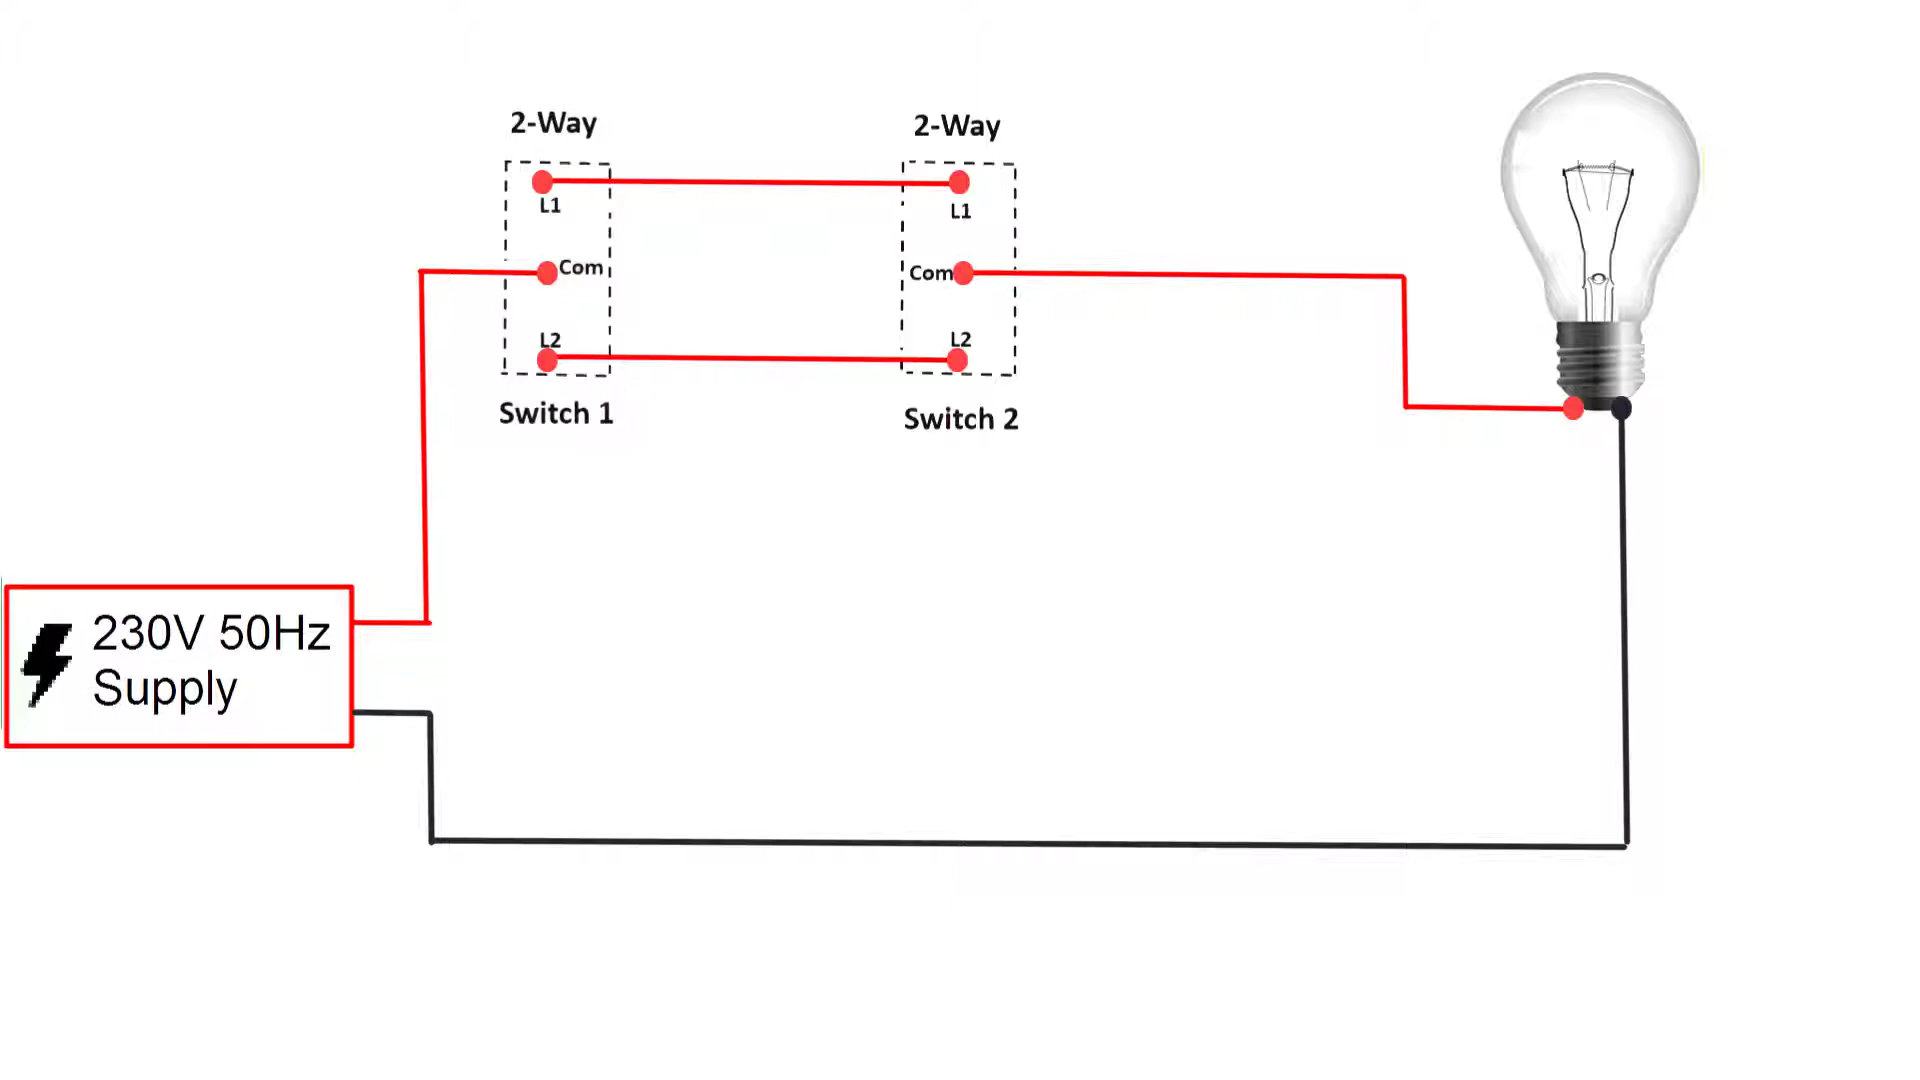 2-Way
2-Way
L1
L1
Com
Com
L2
L2
Switch 1
Switch 2
230V 50Hz
Supply